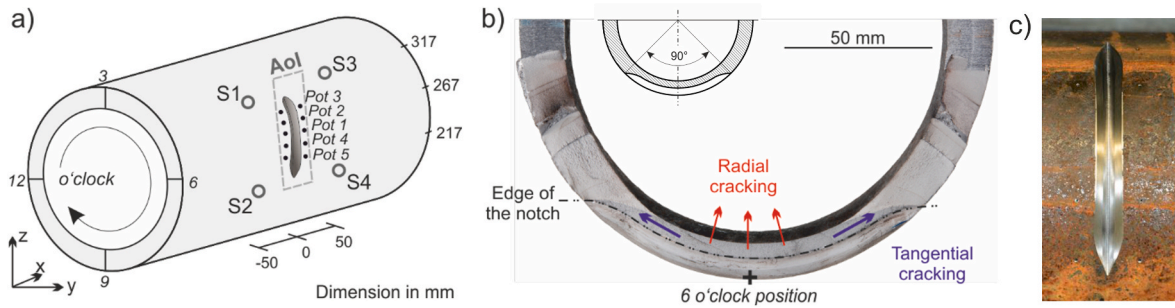 a)
3
317
S3
AoI
267
S1
Pot 3
Pot 2
Pot 1
Pot 4
Pot 5
217
12
o'clock
6
S4
S2
50
0
-50
z
x
y
9
Dimension in mm
b)
90°
50 mm
Radial
cracking
Edge of
the notch
Tangential
cracking
6 o'clock position
c)